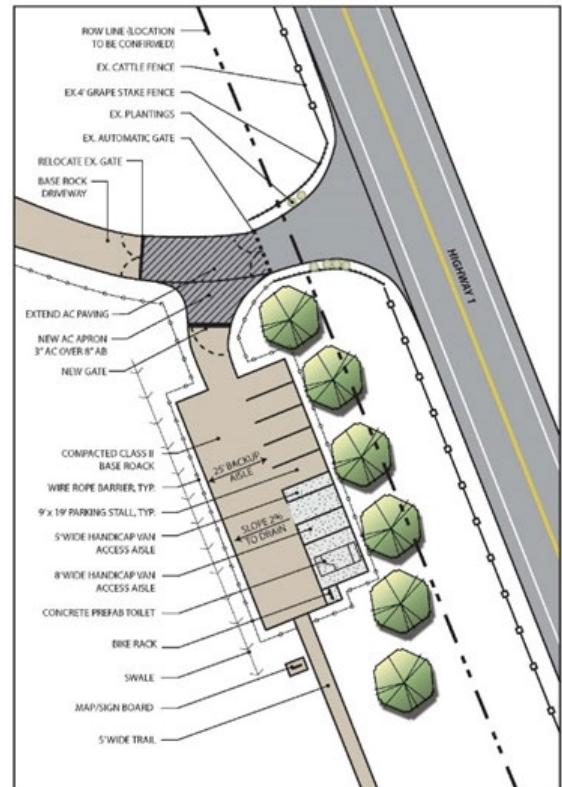 ROW LINE (LOCATION
TO BE CONFIRMED)
EX. CATTLE FENCE
EX.4' GRAPE STAKE FENCE
EX. PLANTINGS
EX. AUTOMATIC GATE
RELOCATE EX. GATE
BASE ROCK
DRIVEWAY
HIGHWAY 1
EXTEND AC PAVING
NEW AC APRON
3" AC OVER 8" AB
NEW GATE
COMPACTED CLASS II
BASE ROACK
25' BACKUP
AISLE
WIRE ROPE BARRIER, TYP.
9' x 19' PARKING STALL, TYP.
SLOPE 2%
TO DRAIN
5' WIDE HANDICAP VAN
ACCESS AISLE
8' WIDE HANDICAP VAN
ACCESS AISLE
CONCRETE PREFAB TOILET
BIKE RACK
SWALE
MAP/SIGN BOARD
5' WIDE TRAIL